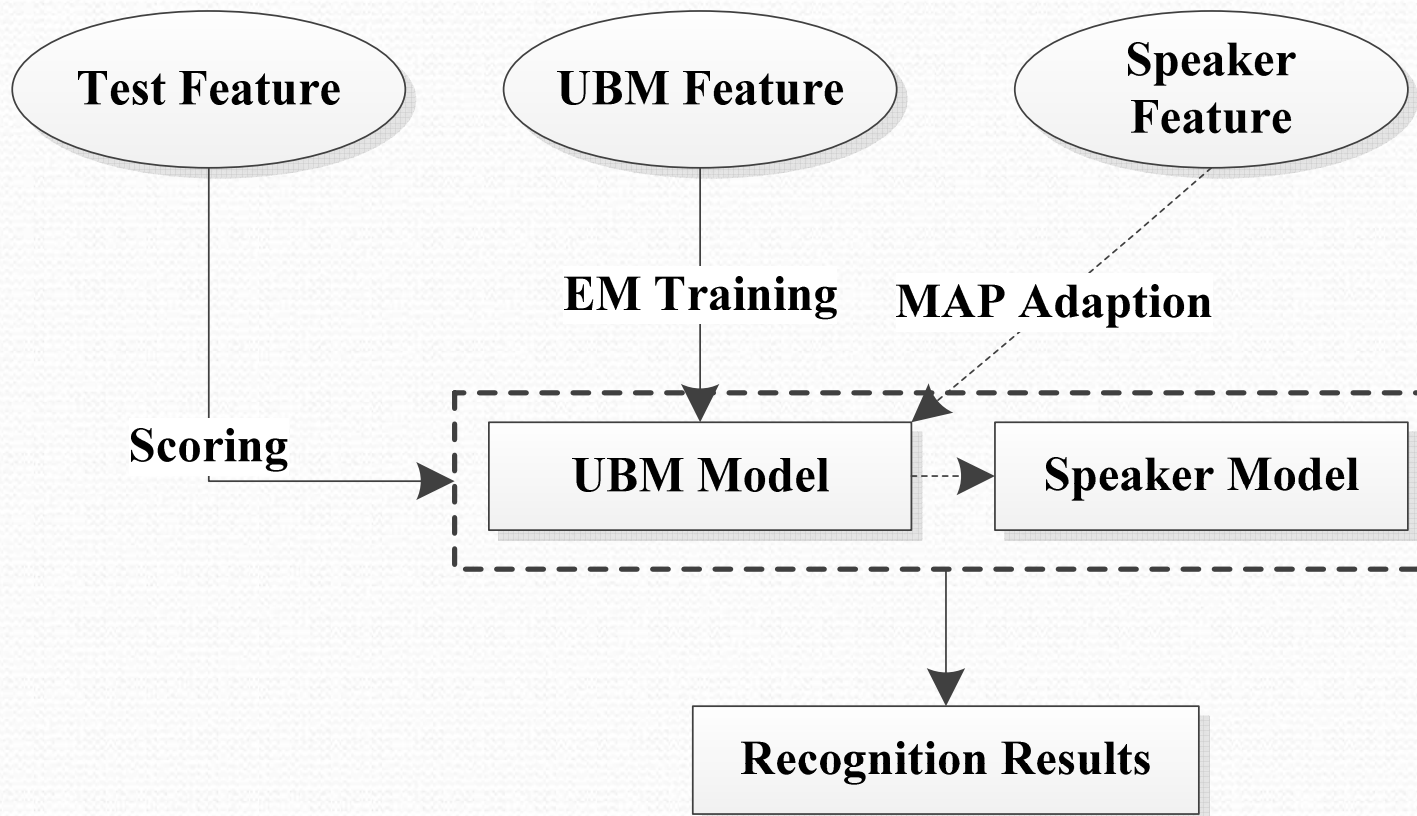 Test Feature
UBM Feature
Speaker
Feature
EM Training
MAP Adaption
Scoring
UBM Model
Speaker Model
Recognition Results